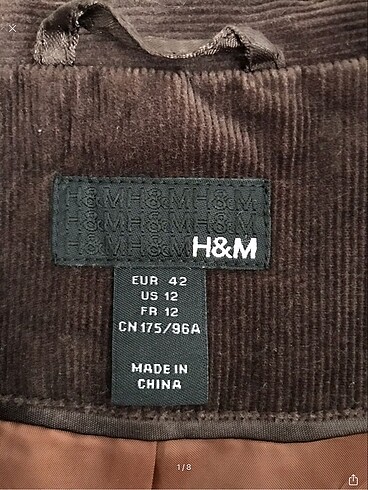 H&MH&MH&M
H&MH&MH&M
H&MH&M H&M
EUR 42
US 12
FR 12
CN 175/96A
MADE IN
CHINA
1/8